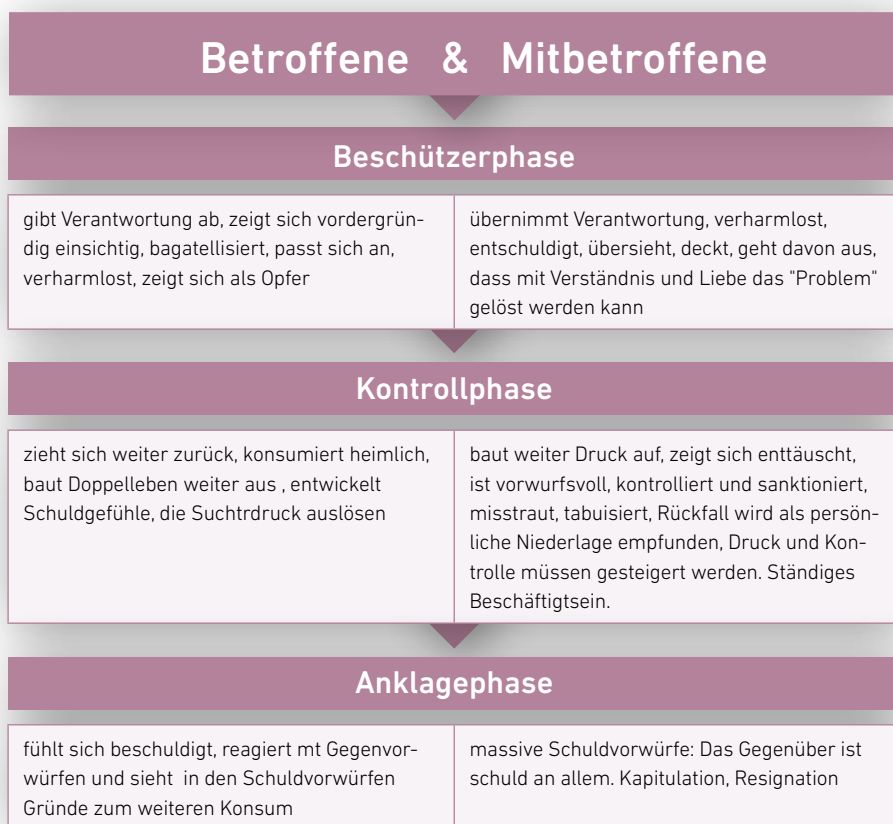 Betroffene & Mitbetroffene
Beschützerphase
gibt Verantwortung ab, zeigt sich vordergrün-
dig einsichtig, bagatellisiert, passt sich an,
verharmlost, zeigt sich als Opfer
übernimmt Verantwortung, verharmlost,
entschuldigt, übersieht, deckt, geht davon aus,
dass mit Verständnis und Liebe das "Problem"
gelöst werden kann
Kontrollphase
zieht sich weiter zurück, konsumiert heimlich,
baut Doppelleben weiter aus , entwickelt
Schuldgefühle, die Suchtrdruck auslösen
baut weiter Druck auf, zeigt sich enttäuscht,
ist vorwurfsvoll, kontrolliert und sanktioniert,
misstraut, tabuisiert, Rückfall wird als persön-
liche Niederlage empfunden, Druck und Kon-
trolle müssen gesteigert werden. Ständiges
Beschäftigtsein.
Anklagephase
fühlt sich beschuldigt, reagiert mt Gegenvor-
würfen und sieht in den Schuldvorwürfen
Gründe zum weiteren Konsum
massive Schuldvorwürfe: Das Gegenüber ist
schuld an allem. Kapitulation, Resignation